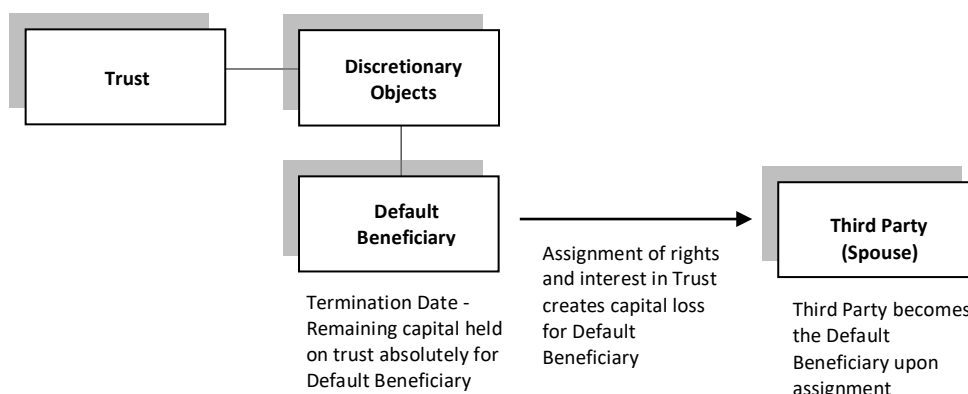 Trust
Discretionary
Objects
Default
Beneficiary
Termination Date -
Remaining capital held
on trust absolutely for
Default Beneficiary
Assignment of rights
and interest in Trust
creates capital loss
for Default
Beneficiary
Third Party
(Spouse)
Third Party becomes
the Default
Beneficiary upon
assignment